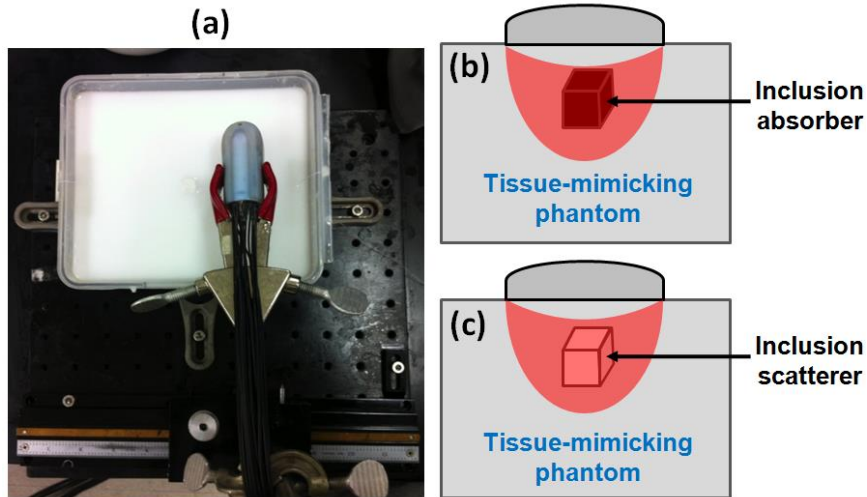 (a)
(b)
Inclusion
absorber
Tissue-mimicking
phantom
(c)
Inclusion
scatterer
Tissue-mimicking
phantom